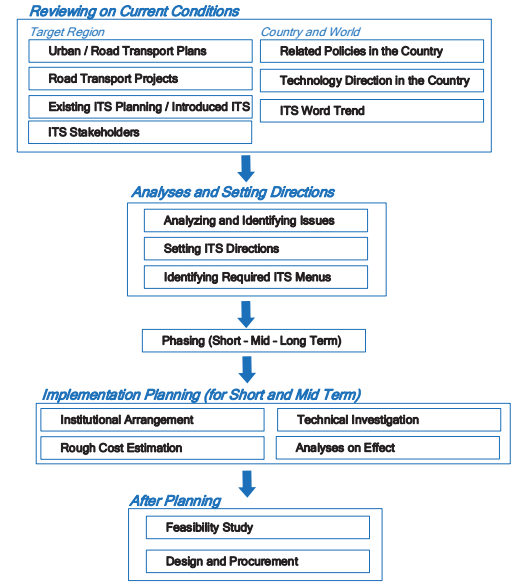 Reviewing on Current Conditions
Target Region
Urban / Road Transport Plans
Road Transport Projects
Existing ITS Planning / Introduced ITS
ITS Stakeholders
Country and World
Related Policies in the Country
Technology Direction in the Country
ITS Word Trend
Analyses and Setting Directions
Analyzing and Identifying Issues
Setting ITS Directions
Identifying Required ITS Menus
Phasing (Short - Mid - Long Term)
Implementation Planning (for Short and Mid Term)
Institutional Arrangement
Technical Investigation
Rough Cost Estimation
Analyses on Effect
After Planning
Feasibility Study
Design and Procurement